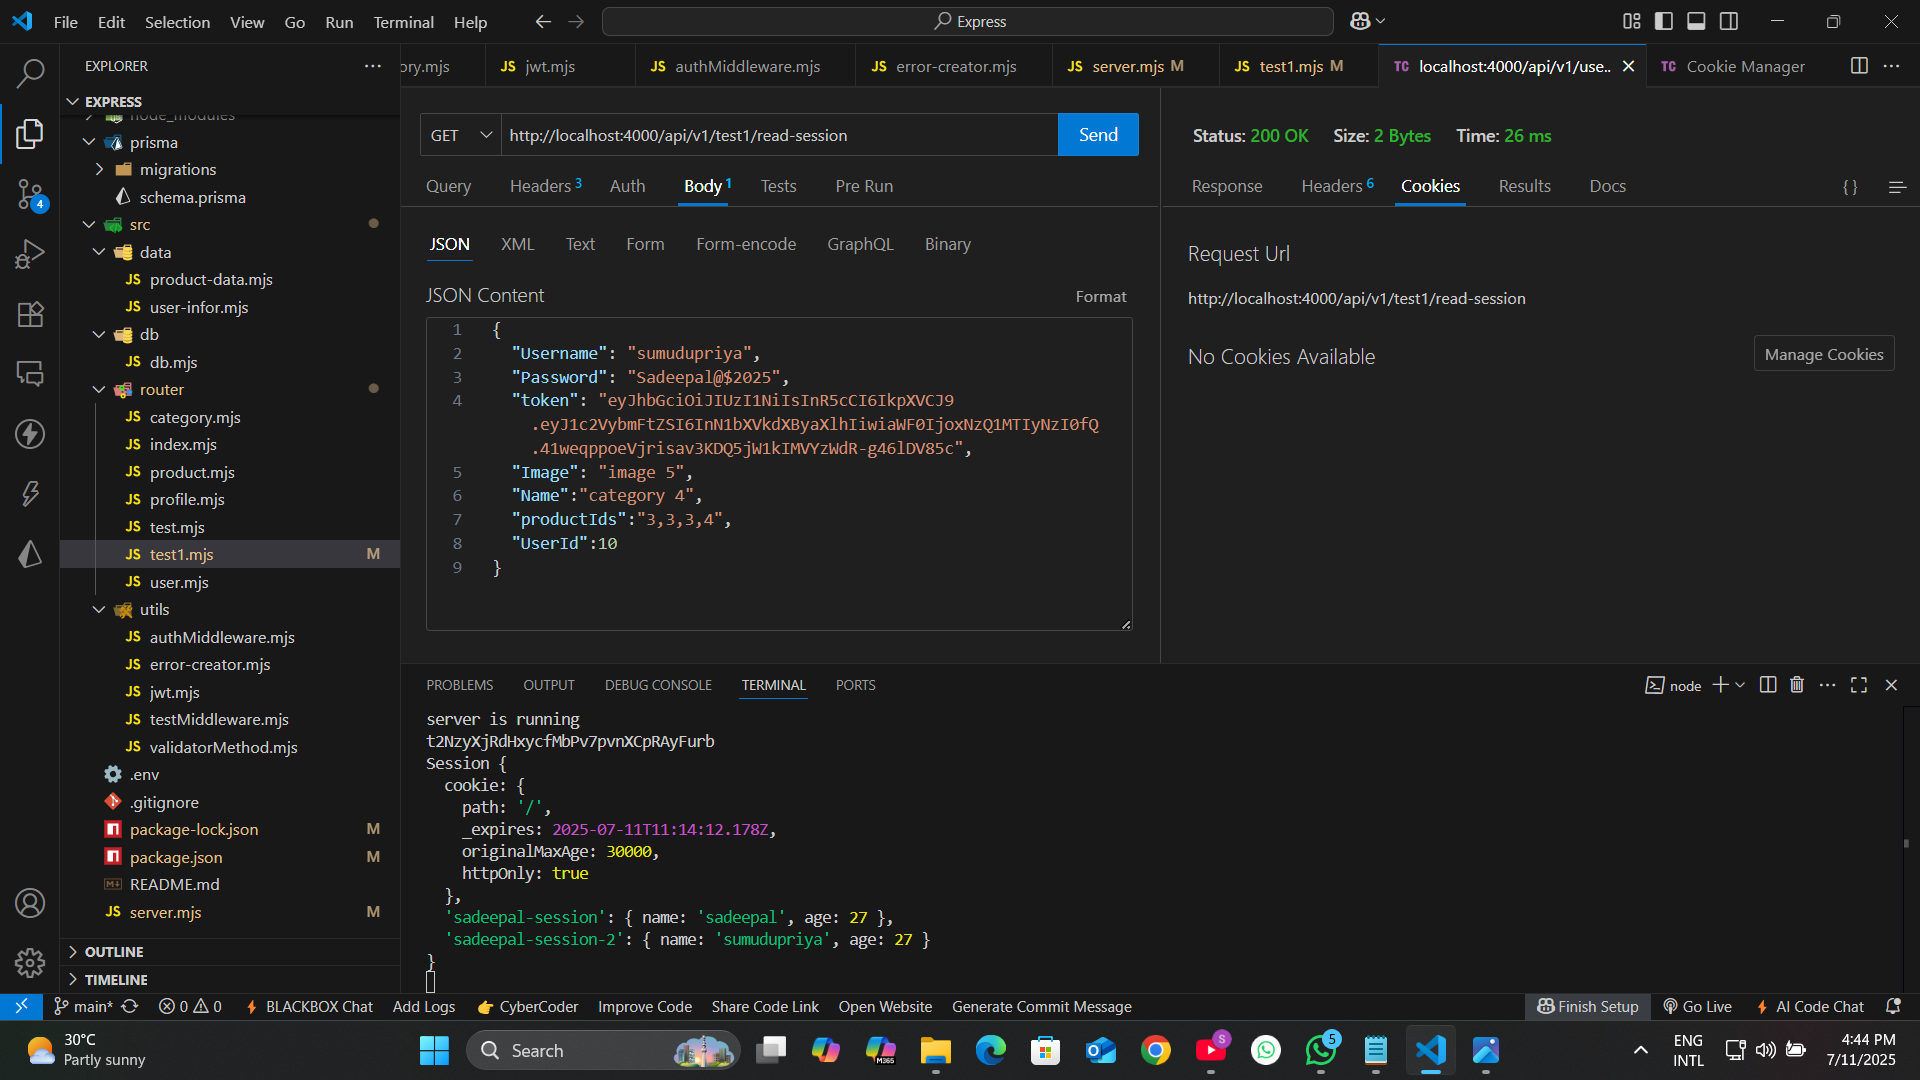 File Edit Selection View Go Run Terminal Help
Express
EXPLORER
ory.mjs
JS jwt.mjs
JS authMiddleware.mjs
JS error-creator.mjs
JS server.mjs M
JS test1.mjs M
TC localhost:4000/api/v1/use..
TC Cookie Manager
EXPRESS
node_modules
prisma
migrations
schema.prisma
src
data
JS product-data.mjs
JS user-infor.mjs
db
JS db.mjs
router
JS category.mjs
JS index.mjs
JS product.mjs
JS profile.mjs
JS test.mjs
JS test1.mjs M
JS user.mjs
utils
JS authMiddleware.mjs
JS error-creator.mjs
JS jwt.mjs
JS testMiddleware.mjs
JS validatorMethod.mjs
.env
.gitignore
package-lock.json M
package.json M
README.md
JS server.mjs M
OUTLINE
TIMELINE
4
GET http://localhost:4000/api/v1/test1/read-session Send
Query Headers 3 Auth Body 1 Tests Pre Run
JSON XML Text Form Form-encode GraphQL Binary
JSON Content Format
1 {
2 "Username": "sumudupriya",
3 "Password": "Sadeepal@$2025",
4 "token": "eyJhbGciOiJIUzI1NiIsInR5cCI6IkpXVCJ9
.eyJ1c2VybmFtZSI6InN1bXVkdXByaXlhIiwiaWF0IjoxNzQ1MTIyNzI0fQ
.41weqppoeVjrisav3KDQ5jW1kIMVYzWdR-g46lDV85c",
5 "Image": "image 5",
6 "Name":"category 4",
7 "productIds":"3,3,3,4",
8 "UserId":10
9 }
Status: 200 OK Size: 2 Bytes Time: 26 ms
Response Headers 6 Cookies Results Docs { }
Request Url
http://localhost:4000/api/v1/test1/read-session
No Cookies Available
Manage Cookies
PROBLEMS OUTPUT DEBUG CONSOLE TERMINAL PORTS
node
server is running
t2NzyXjRdHxycfMbPv7pvnXCpRAyFurb
Session {
cookie: {
path: '/',
_expires: 2025-07-11T11:14:12.178Z,
originalMaxAge: 30000,
httpOnly: true
},
'sadeepal-session': { name: 'sadeepal', age: 27 },
'sadeepal-session-2': { name: 'sumudupriya', age: 27 }
}
main* 0 0 BLACKBOX Chat Add Logs CyberCoder Improve Code Share Code Link Open Website Generate Commit Message Finish Setup Go Live AI Code Chat
30°C
Partly sunny
Search
M365
S
5
ENG
INTL
4:44 PM
7/11/2025